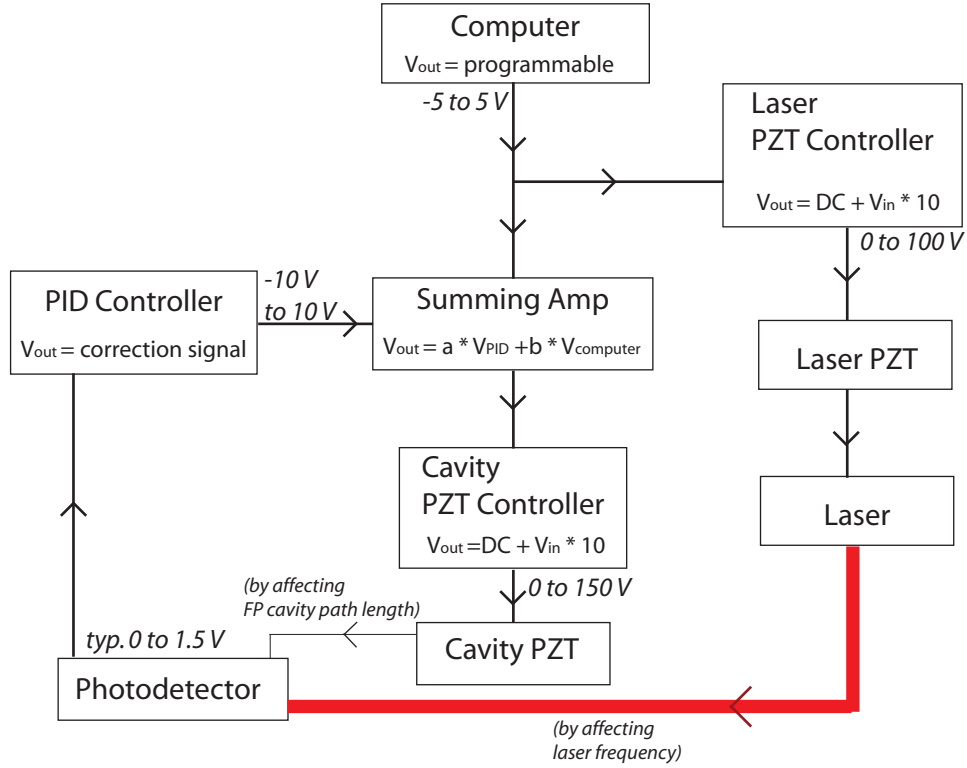 Computer
Vout = programmable
-5 to 5 V
Laser
PZT Controller
Vout = DC + Vin * 10
0 to 100 V
PID Controller
Vout = correction signal
-10 V
to 10 V
Summing Amp
Vout = a * VPID +b * Vcomputer
Laser PZT
Cavity
PZT Controller
Vout =DC + Vin * 10
Laser
0 to 150 V
(by affecting
FP cavity path length)
typ. 0 to 1.5 V
Cavity PZT
Photodetector
(by affecting
laser frequency)